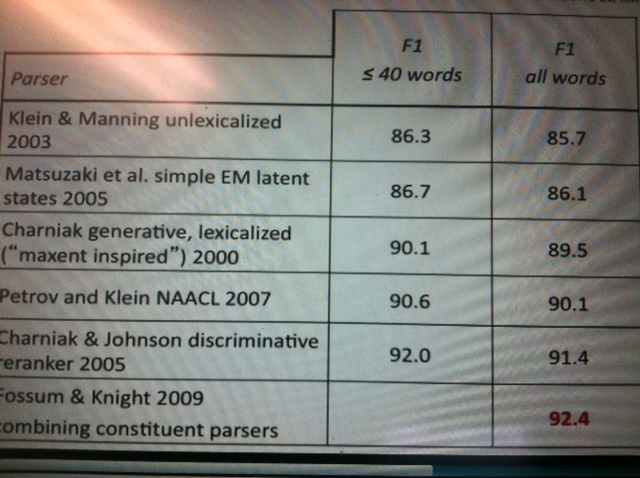 F1
≤ 40 words
F1
all words
Parser
Klein & Manning unlexicalized
2003
86.3
85.7
Matsuzaki et al. simple EM latent
states 2005
86.7
86.1
Charniak generative, lexicalized
("maxent inspired") 2000
90.1
89.5
Petrov and Klein NAACL 2007
90.6
90.1
Charniak & Johnson discriminative
reranker 2005
92.0
91.4
Fossum & Knight 2009
combining constituent parsers
92.4